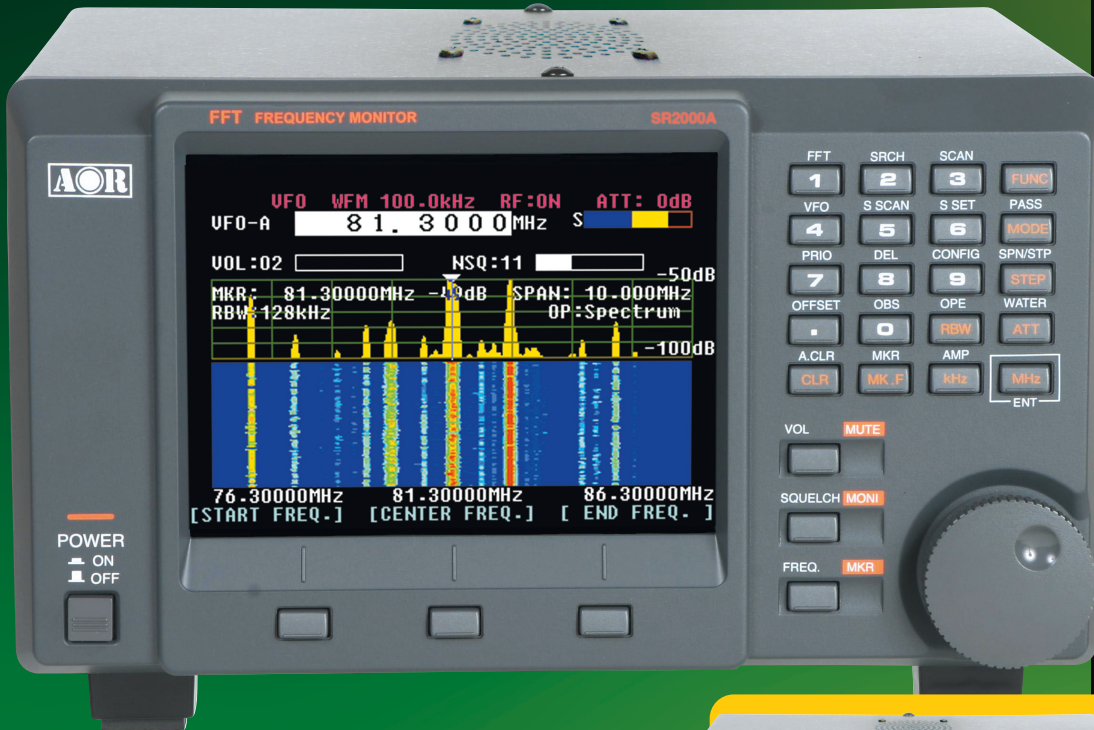 FFT FREQUENCY MONITOR SR2000A
AOR
VFO WFM 100.0kHz RF:ON ATT: 0dB
VFO-A 81.3000MHz S
VOL:02 NSQ:11
-50dB
MKR: 81.30000MHz dB SPAN: 10.000MHz
RBW:128kHz OP:Spectrum
-100dB
76.30000MHz 81.30000MHz 86.30000MHz
[START FREQ.] [CENTER FREQ.] [ END FREQ. ]
POWER
ON
OFF
FFT SRCH SCAN
1 2 3 FUNC
VFO S SCAN S SET PASS
4 5 6 MODE
PRIO DEL CONFIG SPN/STP
7 8 9 STEP
OFFSET OBS OPE WATER
. 0 RBW ATT
A.CLR MKR AMP
CLR MK.F kHz MHz
ENT
VOL MUTE
SQUELCH MONI
FREQ. MKR